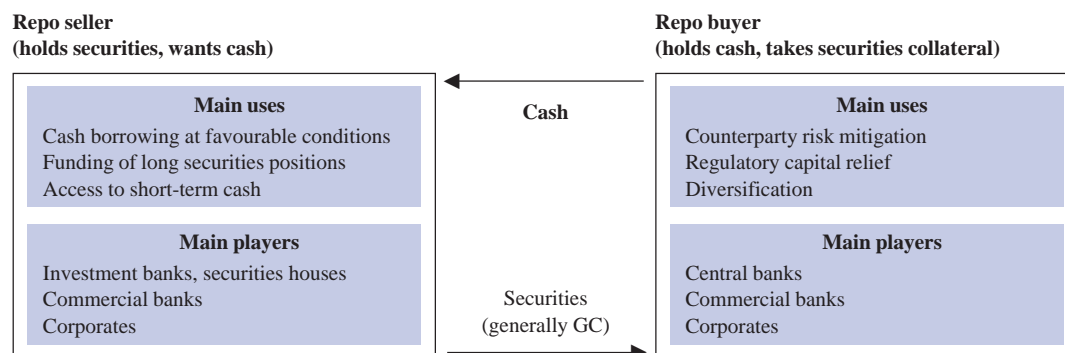 Repo seller
(holds securities, wants cash)
Main uses
Cash borrowing at favourable conditions
Funding of long securities positions
Access to short-term cash
Main players
Investment banks, securities houses
Commercial banks
Corporates
Cash
Securities
(generally GC)
Repo buyer
(holds cash, takes securities collateral)
Main uses
Counterparty risk mitigation
Regulatory capital relief
Diversification
Main players
Central banks
Commercial banks
Corporates